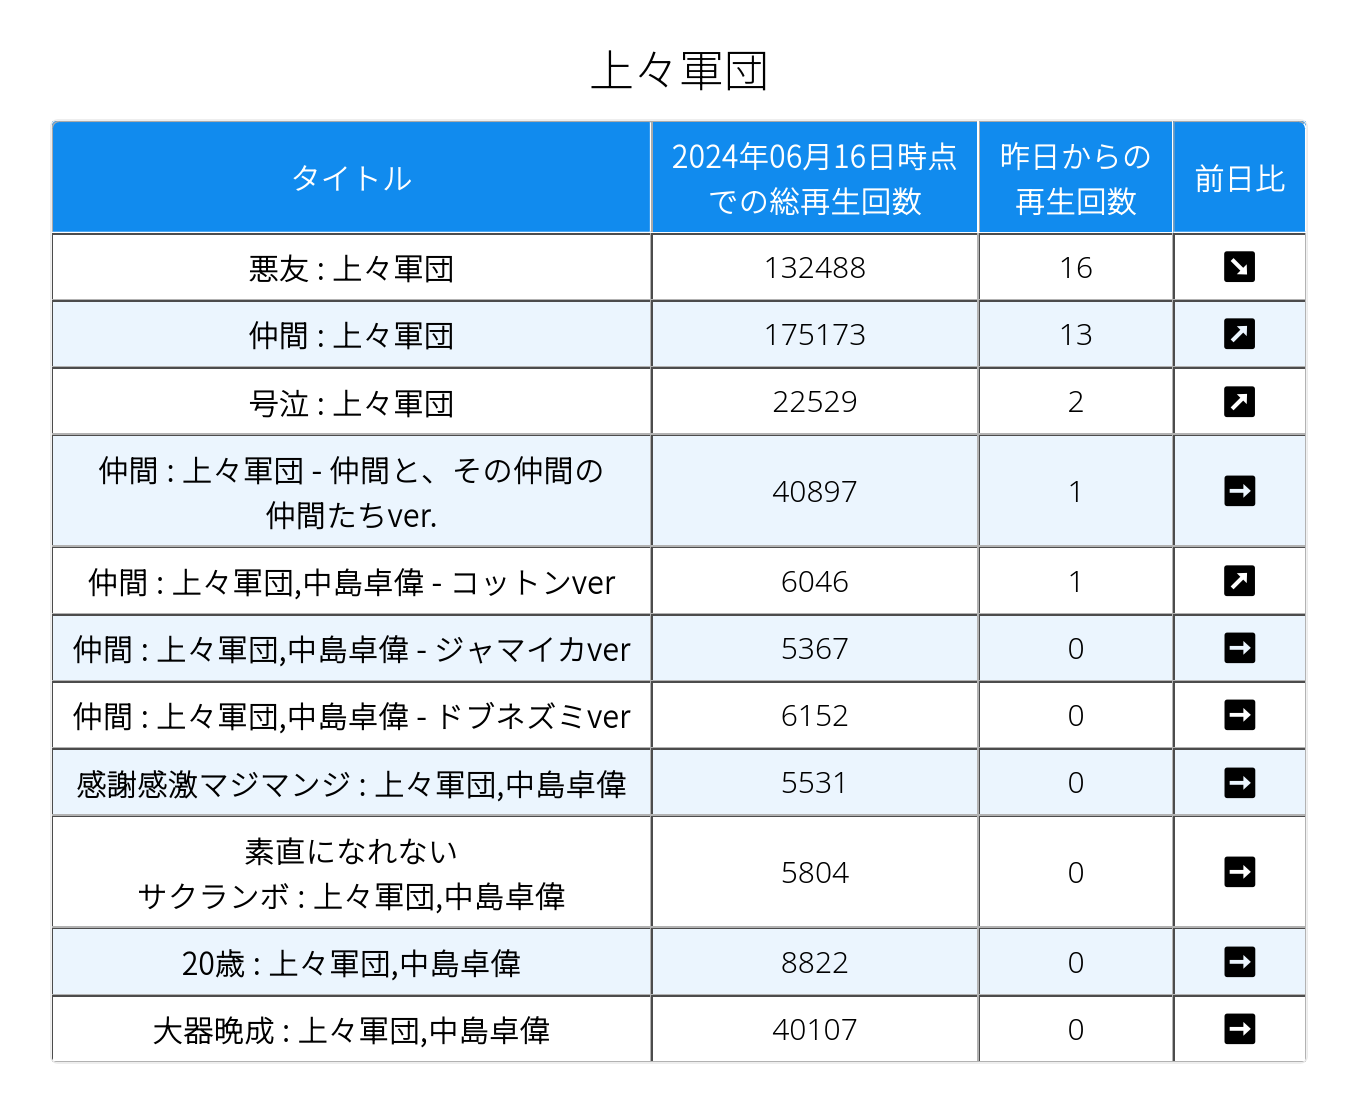 上々軍団
タイトル
2024年06月16日時点
での総再生回数
昨日からの
再生回数
前日比
悪友 : 上々軍団
132488
16
仲間 : 上々軍団
175173
13
号泣 : 上々軍団
22529
2
仲間 : 上々軍団 - 仲間と、その仲間の
仲間たちver.
40897
1
仲間 : 上々軍団,中島卓偉 - コットンver
6046
1
仲間 : 上々軍団,中島卓偉 - ジャマイカver
5367
0
仲間 : 上々軍団,中島卓偉 - ドブネズミver
6152
0
感謝感激マジマンジ : 上々軍団,中島卓偉
5531
0
素直になれない
サクランボ : 上々軍団,中島卓偉
5804
0
20歳 : 上々軍団,中島卓偉
8822
0
大器晩成 : 上々軍団,中島卓偉
40107
0